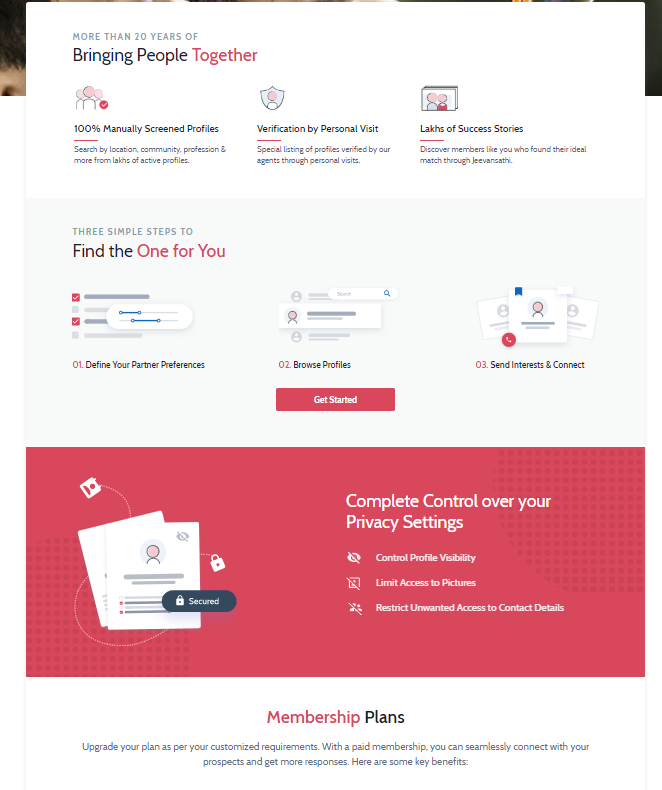 MORE THAN 20 YEARS OF
Bringing People Together
100% Manually Screened Profiles
Search by location, community, profession &
more from lakhs of active profiles.
Verification by Personal Visit
Special listing of profiles verified by our
agents through personal visits.
Lakhs of Success Stories
Discover members like you who found their ideal
match through Jeevansathi.
THREE SIMPLE STEPS TO
Find the One for You
Search
01. Define Your Partner Preferences
02. Browse Profiles
03. Send Interests & Connect
Get Started
Complete Control over your
Privacy Settings
Control Profile Visibility
Limit Access to Pictures
Restrict Unwanted Access to Contact Details
Secured
Membership Plans
Upgrade your plan as per your customized requirements. With a paid membership, you can seamlessly connect with your
prospects and get more responses. Here are some key benefits: